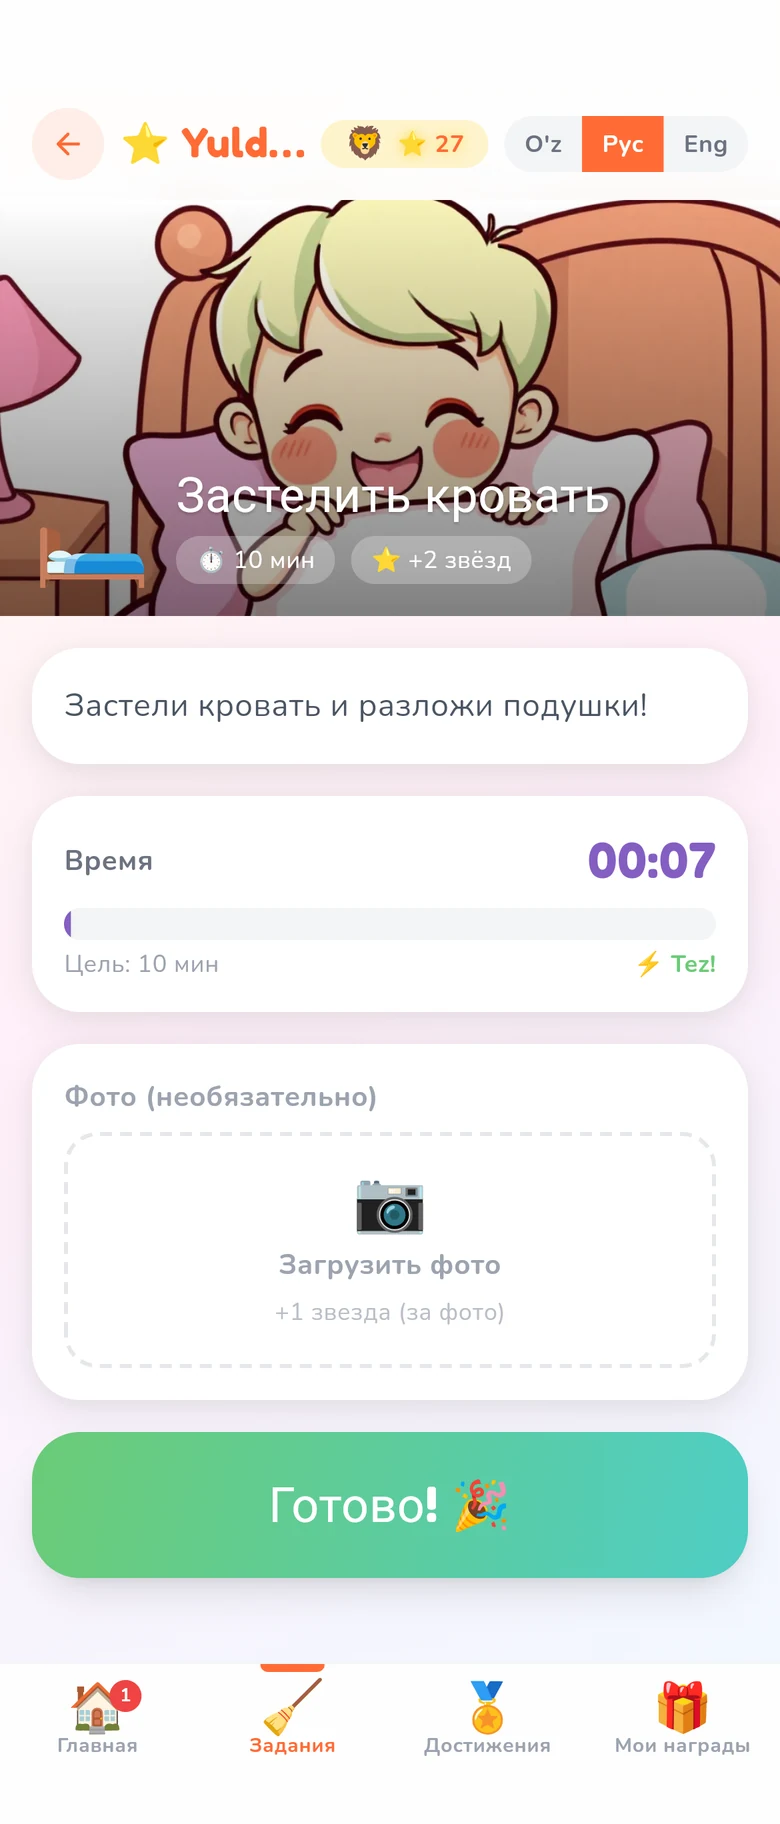 Yuld...
27
O'z
Рус
Eng
Застелить кровать
10 мин
+2 звёзд
Застели кровать и разложи подушки!
Время
00:07
Цель: 10 мин
Tez!
Фото (необязательно)
Загрузить фото
+1 звезда (за фото)
Готово!
1
Главная
Задания
Достижения
Мои награды